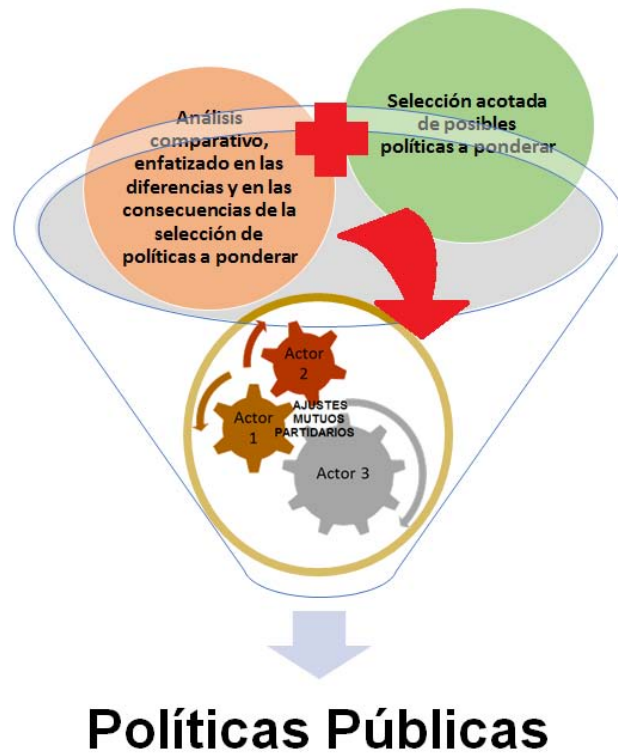 Análisis
comparativo,
enfatizado en las
diferencias y en las
consecuencias de la
selección de
políticas a ponderar
Selección acotada
de posibles
políticas a ponderar
Actor
2
Actor
1
AJUSTES
MUTUOS
PARTIDARIOS
Actor 3
Políticas Públicas